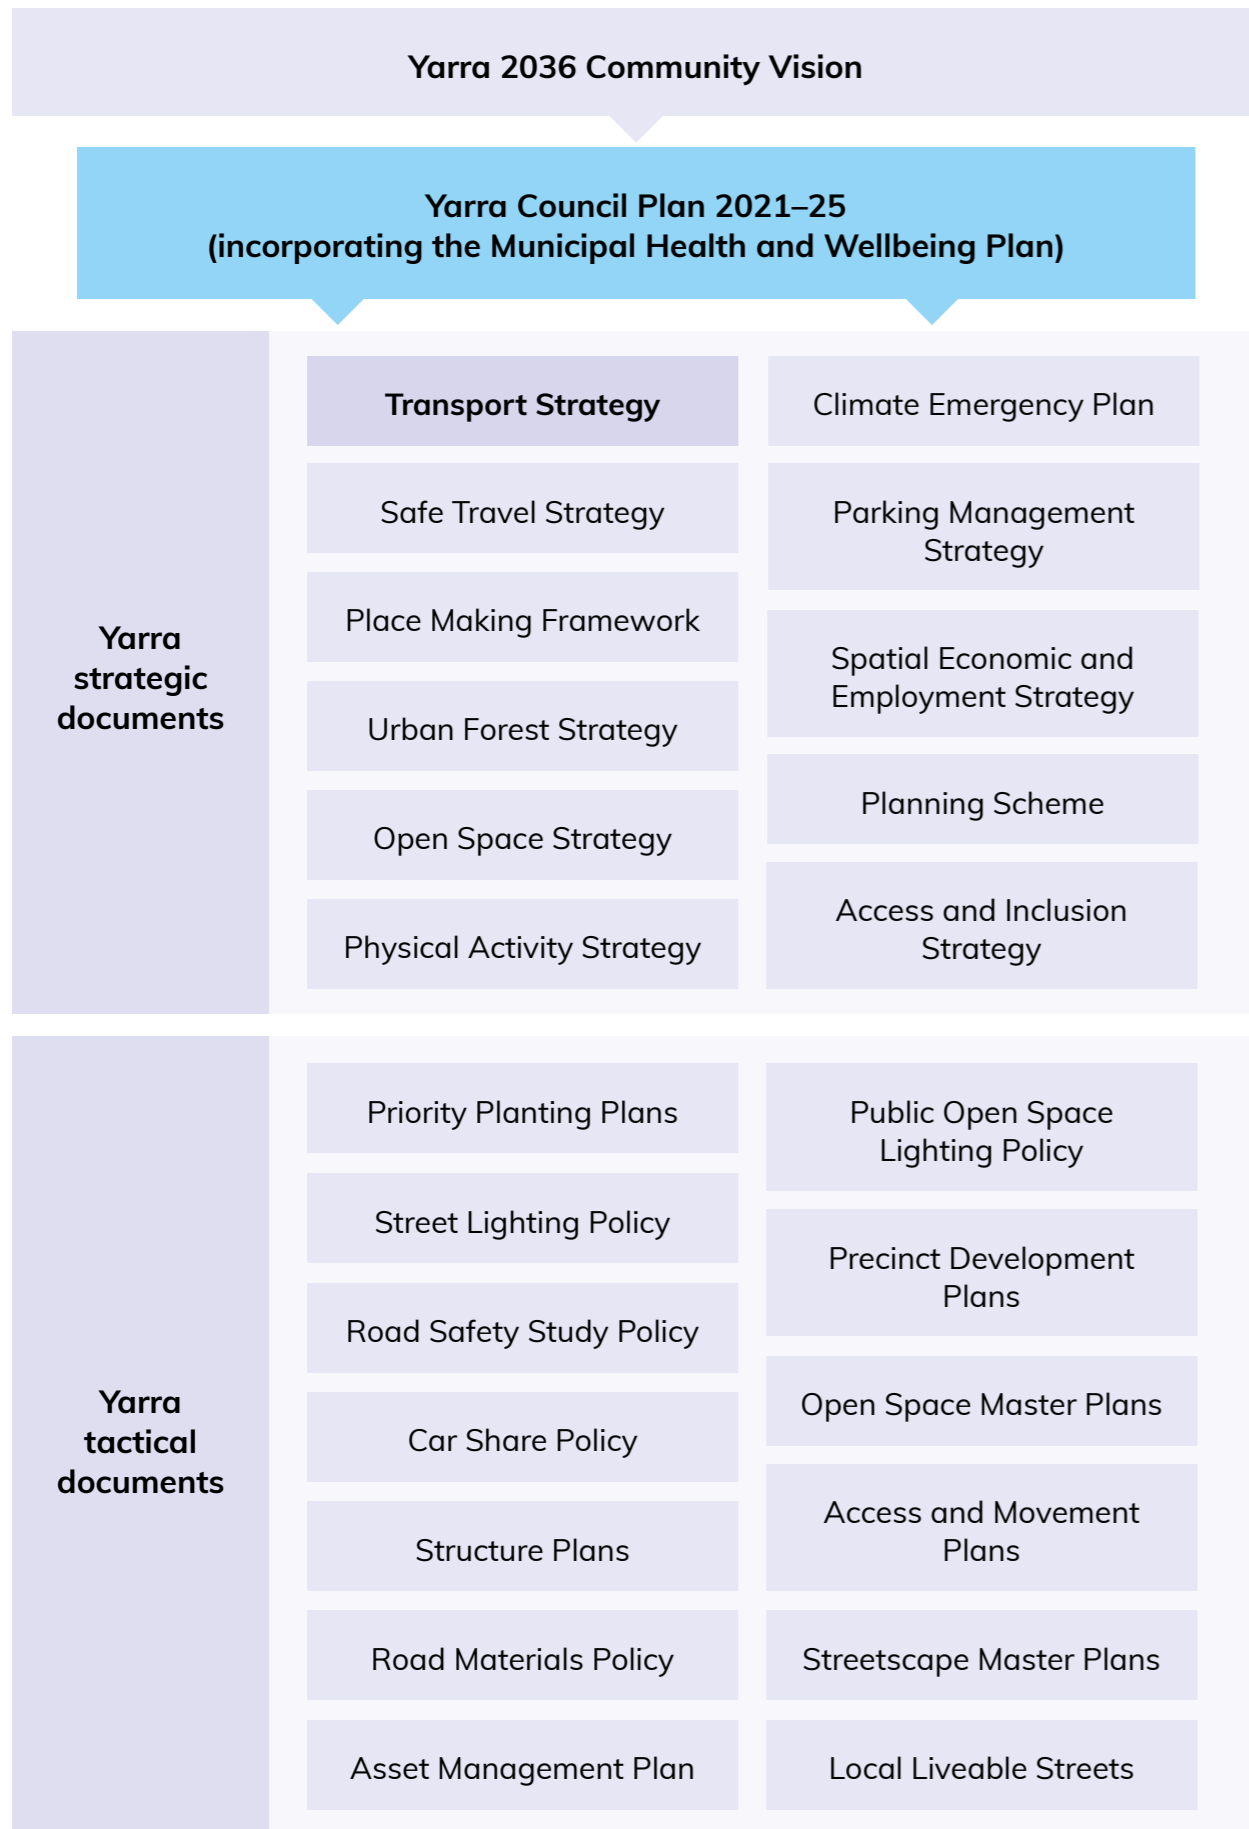 Yarra 2036 Community Vision
Yarra Council Plan 2021–25
(incorporating the Municipal Health and Wellbeing Plan)
Yarra
strategic
documents
Transport Strategy
Safe Travel Strategy
Place Making Framework
Urban Forest Strategy
Open Space Strategy
Physical Activity Strategy
Climate Emergency Plan
Parking Management
Strategy
Spatial Economic and
Employment Strategy
Planning Scheme
Access and Inclusion
Strategy
Yarra
tactical
documents
Priority Planting Plans
Street Lighting Policy
Road Safety Study Policy
Car Share Policy
Structure Plans
Road Materials Policy
Asset Management Plan
Public Open Space
Lighting Policy
Precinct Development
Plans
Open Space Master Plans
Access and Movement
Plans
Streetscape Master Plans
Local Liveable Streets